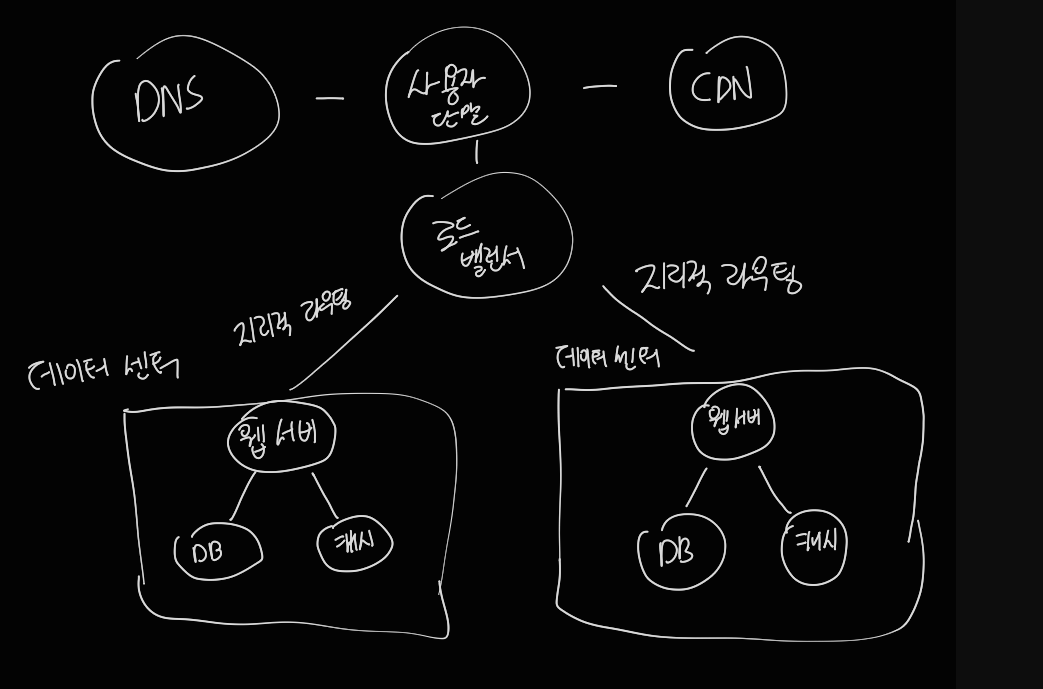 DNS
사용자
단말
CDN
로드
밸런서
지리적 라우팅
지리적 라우팅
데이터 센터
데이터 센터
웹 서버
웹 서버
DB
캐시
DB
캐시